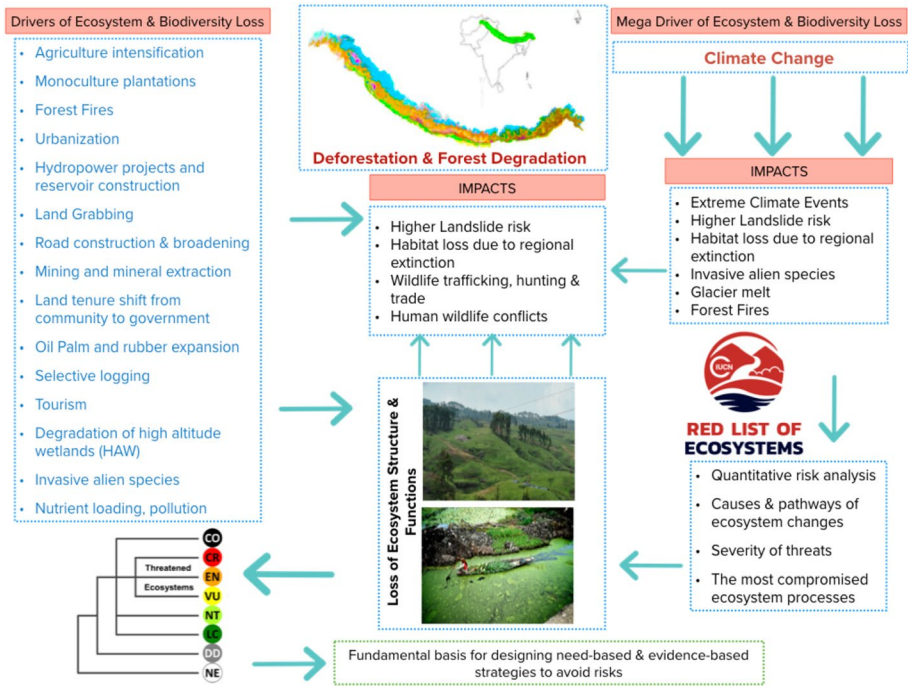 Drivers of Ecosystem & Biodiversity Loss
Agriculture intensification
Monoculture plantations
Forest Fires
Urbanization
Hydropower projects and
reservoir construction
Land Grabbing
Road construction & broadening
Mining and mineral extraction
Land tenure shift from
community to government
Oil Palm and rubber expansion
Selective logging
Tourism
Degradation of high altitude
wetlands (HAW)
Invasive alien species
Nutrient loading, pollution
Deforestation & Forest Degradation
IMPACTS
Higher Landslide risk
Habitat loss due to regional
extinction
Wildlife trafficking, hunting &
trade
Human wildlife conflicts
Loss of Ecosystem Structure &
Functions
Mega Driver of Ecosystem & Biodiversity Loss
Climate Change
IMPACTS
Extreme Climate Events
Higher Landslide risk
Habitat loss due to regional
extinction
Invasive alien species
Glacier melt
Forest Fires
IUCN
RED LIST OF
ECOSYSTEMS
Quantitative risk analysis
Causes & pathways of
ecosystem changes
Severity of threats
The most compromised
ecosystem processes
Threatened
Ecosystems
CO
CR
EN
VU
NT
LC
DD
NE
Fundamental basis for designing need-based & evidence-based
strategies to avoid risks